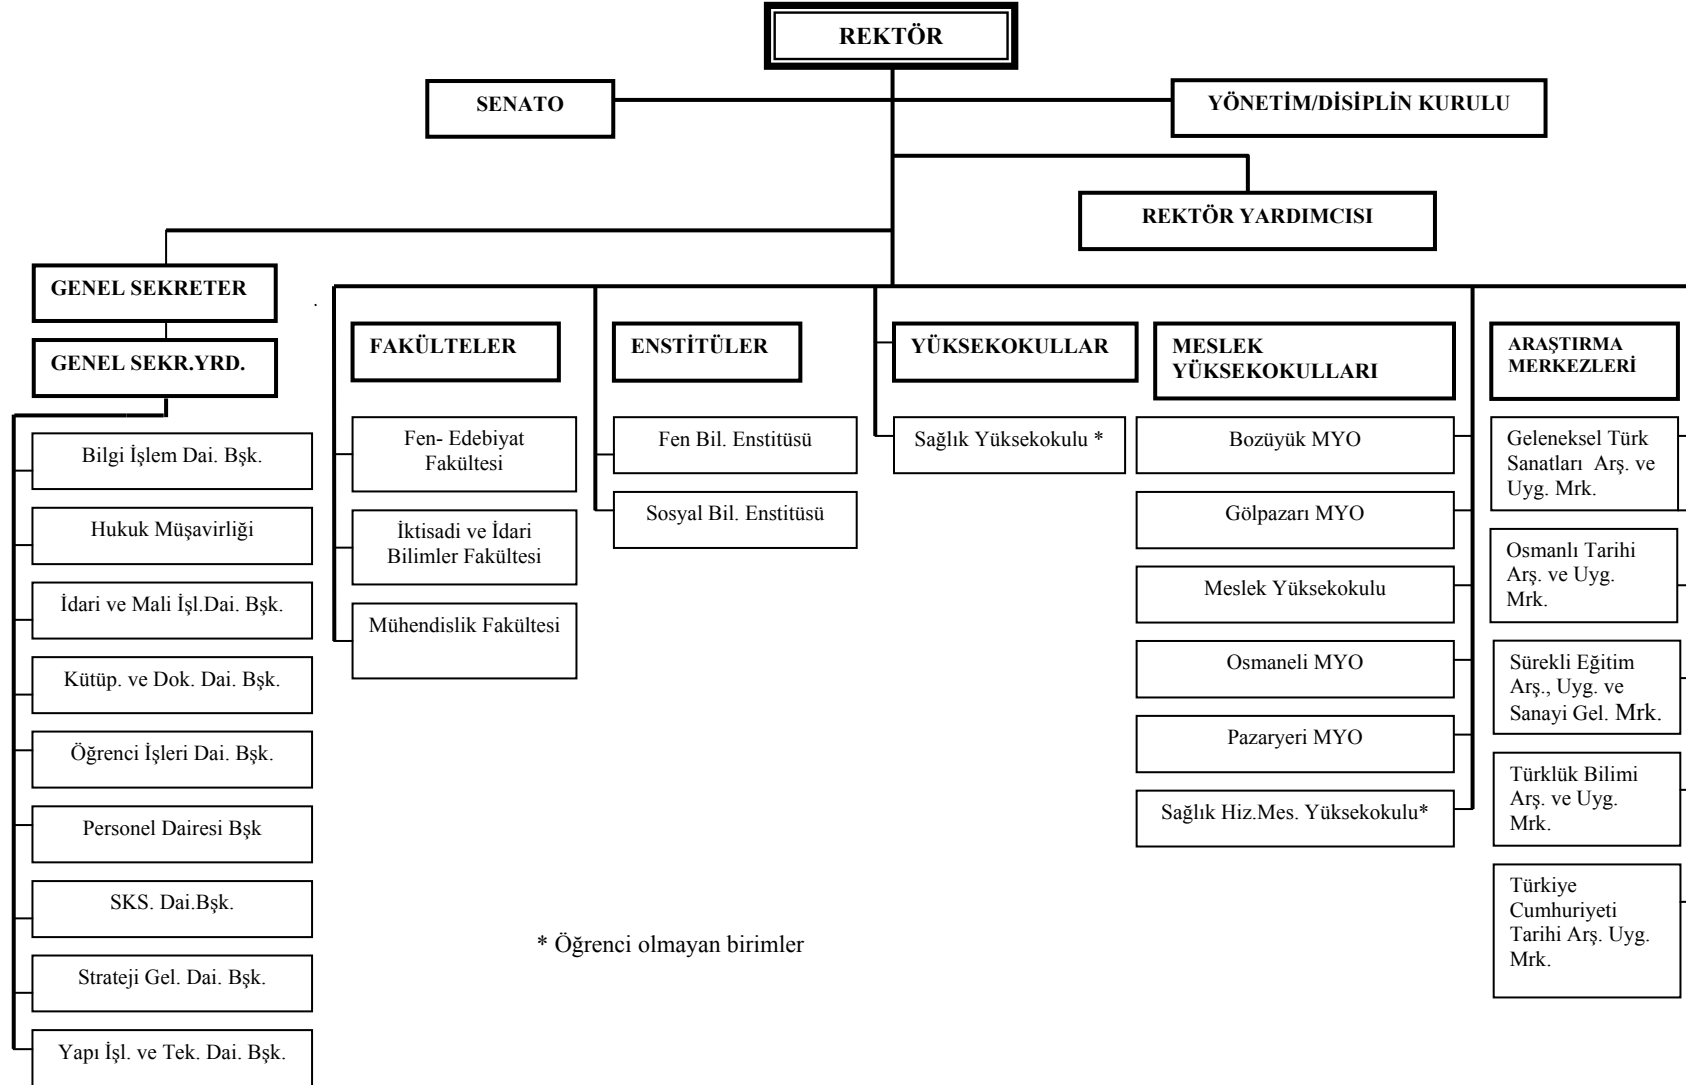 REKTÖR
SENATO
YÖNETİM/DİSİPLİN KURULU
REKTÖR YARDIMCISI
GENEL SEKRETER
GENEL SEKR.YRD.
Bilgi İşlem Dai. Bşk.
Hukuk Müşavirliği
İdari ve Mali İşl.Dai. Bşk.
Kütüp. ve Dok. Dai. Bşk.
Öğrenci İşleri Dai. Bşk.
Personel Dairesi Bşk
SKS. Dai.Bşk.
Strateji Gel. Dai. Bşk.
Yapı İşl. ve Tek. Dai. Bşk.
.
FAKÜLTELER
Fen- Edebiyat
Fakültesi
İktisadi ve İdari
Bilimler Fakültesi
Mühendislik Fakültesi
ENSTİTÜLER
Fen Bil. Enstitüsü
Sosyal Bil. Enstitüsü
YÜKSEKOKULLAR
Sağlık Yüksekokulu *
MESLEK
YÜKSEKOKULLARI
Bozüyük MYO
Gölpazarı MYO
Meslek Yüksekokulu
Osmaneli MYO
Pazaryeri MYO
Sağlık Hiz.Mes. Yüksekokulu*
ARAŞTIRMA
MERKEZLERİ
Geleneksel Türk
Sanatları Arş. ve
Uyg. Mrk.
Osmanlı Tarihi
Arş. ve Uyg.
Mrk.
Sürekli Eğitim
Arş., Uyg. ve
Sanayi Gel. Mrk.
Türklük Bilimi
Arş. ve Uyg.
Mrk.
Türkiye
Cumhuriyeti
Tarihi Arş. Uyg.
Mrk.
* Öğrenci olmayan birimler